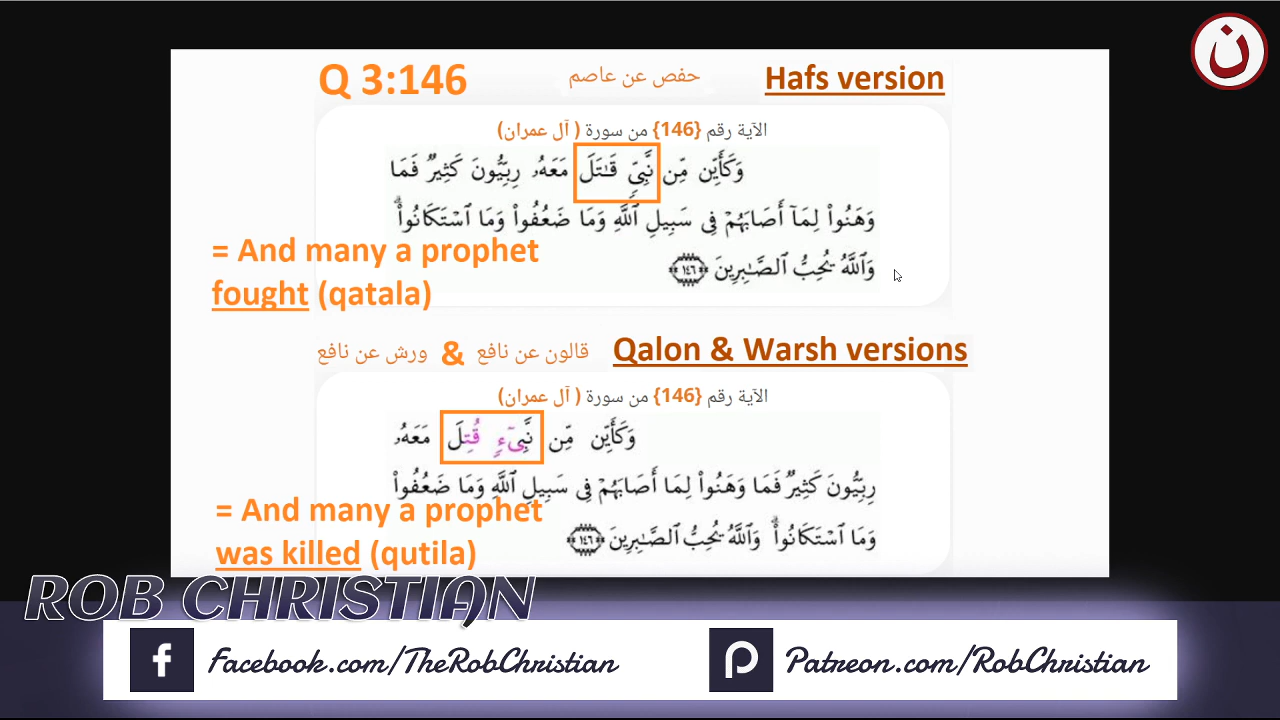 ن
Q 3:146 حفص عن عاصم Hafs version
الآية رقم {146} من سورة ( آل عمران)
وَكَأَيِّن مِّن نَّبِىٍّ قَـٰتَلَ مَعَهُۥ رِبِّيُّونَ كَثِيرٌ فَمَا
وَهَنُوا۟ لِمَآ أَصَابَهُمْ فِى سَبِيلِ ٱللَّهِ وَمَا ضَعُفُوا۟ وَمَا ٱسْتَكَانُوا۟ ۗ
وَٱللَّهُ يُحِبُّ ٱلصَّـٰبِرِينَ ﴿١٤٦﴾
= And many a prophet
fought (qatala)
قالون عن نافع & ورش عن نافع Qalon & Warsh versions
الآية رقم {146} من سورة ( آل عمران)
وَكَأَيِّن مِّن نَّبِىٓءٍ قُتِلَ مَعَهُۥ
رِبِّيُّونَ كَثِيرٌ فَمَا وَهَنُوا۟ لِمَا أَصَابَهُمْ فِى سَبِيلِ ٱللَّهِ وَمَا ضَعُفُوا۟
وَمَا ٱسْتَكَانُوا۟ ۗ وَٱللَّهُ يُحِبُّ ٱلصَّـٰبِرِينَ ﴿١٤٦﴾
= And many a prophet
was killed (qutila)
ROB CHRISTIAN
Facebook.com/TheRobChristian
Patreon.com/RobChristian